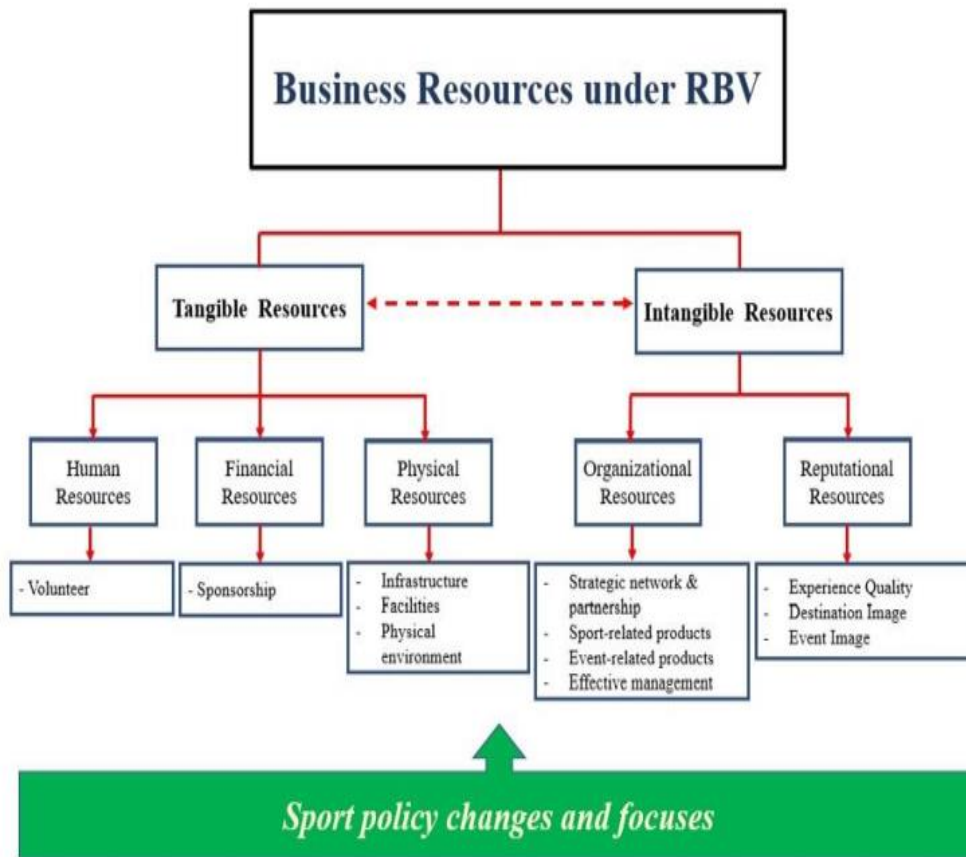 Business Resources under RBV
Tangible Resources
Intangible Resources
Human
Resources
Financial
Resources
Physical
Resources
Organizational
Resources
Reputational
Resources
- Volunteer
- Sponsorship
- Infrastructure
- Facilities
- Physical
environment
- Strategic network &
partnership
- Sport-related products
- Event-related products
- Effective management
- Experience Quality
- Destination Image
- Event Image
Sport policy changes and focuses